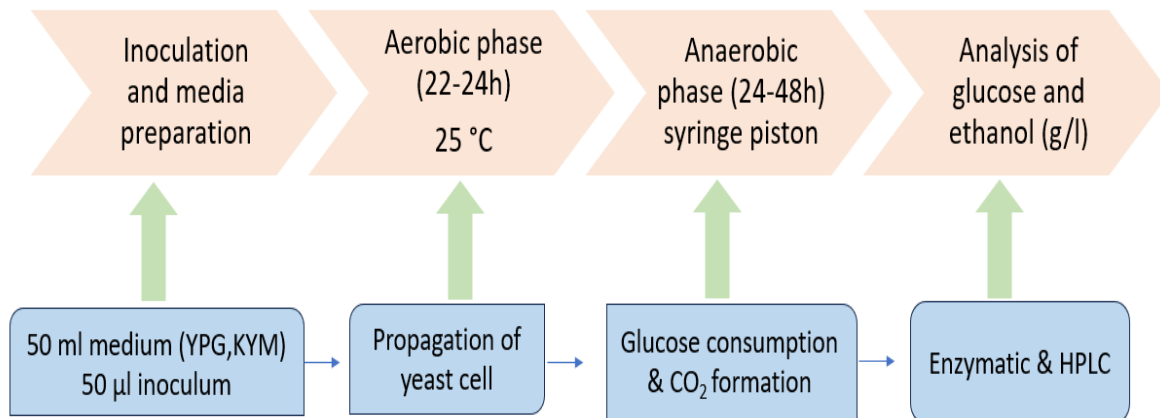 Inoculation
and media
preparation
Aerobic phase
(22-24h)
25 °C
Anaerobic
phase (24-48h)
syringe piston
Analysis of
glucose and
ethanol (g/l)
50 ml medium (YPG,KYM)
50 µl inoculum
Propagation of
yeast cell
Glucose consumption
& CO₂ formation
Enzymatic & HPLC